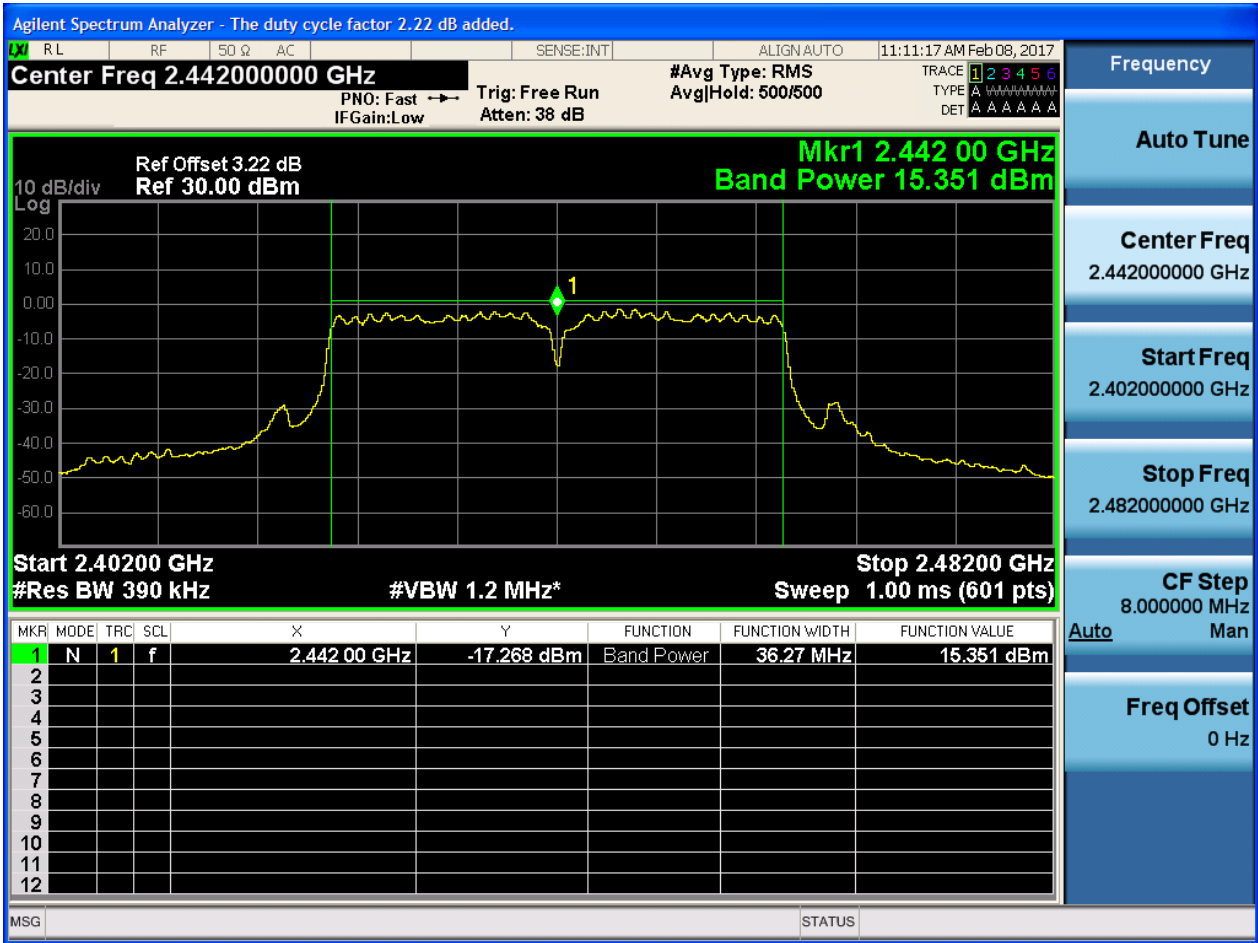 Agilent Spectrum Analyzer - The duty cycle factor 2.22 dB added.
LXI RL RF 50 Ω AC SENSE:INT ALIGN AUTO 11:11:17 AM Feb 08, 2017
Center Freq 2.442000000 GHz
PNO: Fast
IFGain:Low
Trig: Free Run
Atten: 38 dB
#Avg Type: RMS
Avg|Hold: 500/500
TRACE 1 2 3 4 5 6
TYPE A WWWWW
DET A A A A A A
Mkr1 2.442 00 GHz
Band Power 15.351 dBm
Ref Offset 3.22 dB
10 dB/div Ref 30.00 dBm
Log
20.0
10.0
0.00
-10.0
-20.0
-30.0
-40.0
-50.0
-60.0
1
Start 2.40200 GHz Stop 2.48200 GHz
#Res BW 390 kHz #VBW 1.2 MHz* Sweep 1.00 ms (601 pts)
MKR MODE TRC SCL X Y FUNCTION FUNCTION WIDTH FUNCTION VALUE
1 N 1 f 2.442 00 GHz -17.268 dBm Band Power 36.27 MHz 15.351 dBm
2
3
4
5
6
7
8
9
10
11
12
MSG STATUS
Frequency
Auto Tune
Center Freq
2.442000000 GHz
Start Freq
2.402000000 GHz
Stop Freq
2.482000000 GHz
CF Step
8.000000 MHz
Auto Man
Freq Offset
0 Hz